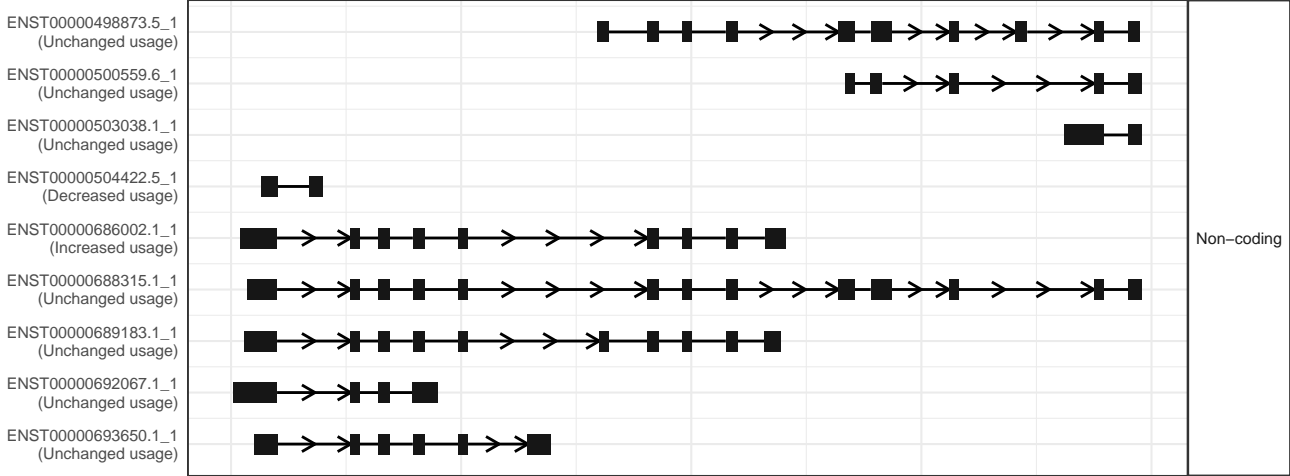 ENST00000498873.5_1
(Unchanged usage)
ENST00000500559.6_1
(Unchanged usage)
ENST00000503038.1_1
(Unchanged usage)
ENST00000504422.5_1
(Decreased usage)
ENST00000686002.1_1
(Increased usage)
ENST00000688315.1_1
(Unchanged usage)
ENST00000689183.1_1
(Unchanged usage)
ENST00000692067.1_1
(Unchanged usage)
ENST00000693650.1_1
(Unchanged usage)
Non−coding